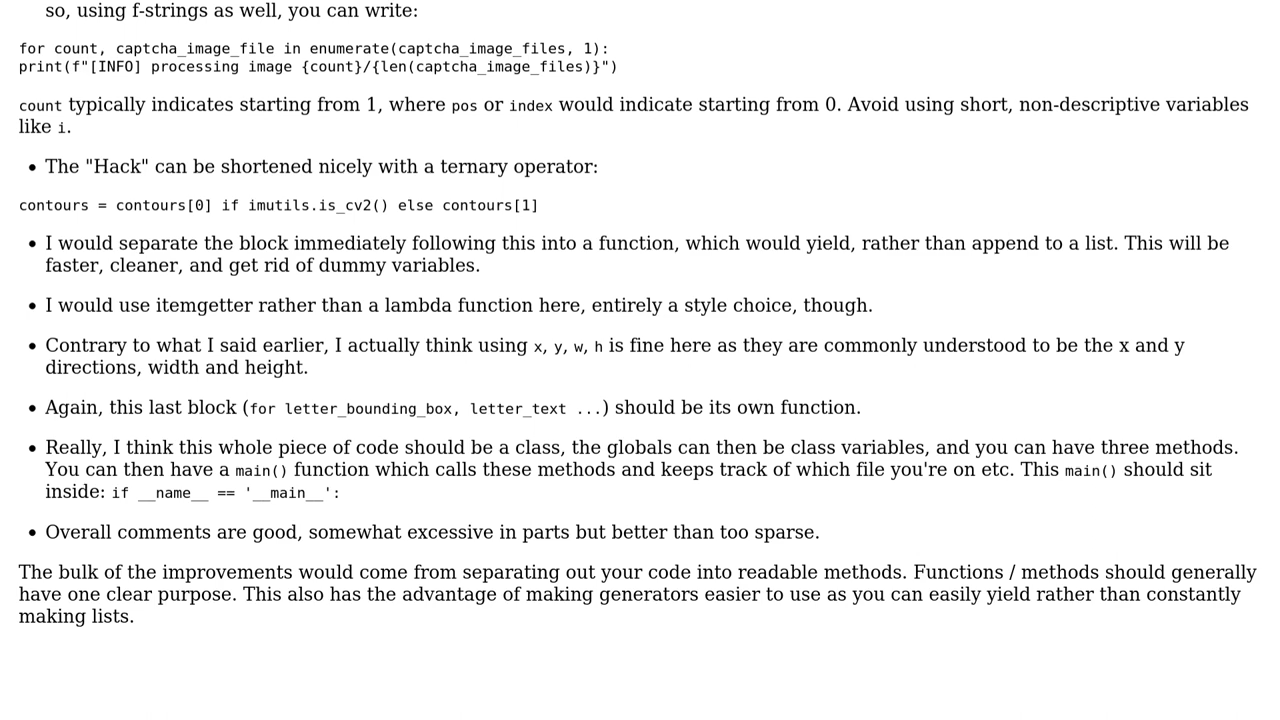 so, using f-strings as well, you can write:
for count, captcha_image_file in enumerate(captcha_image_files, 1):
print(f"[INFO] processing image {count}/{len(captcha_image_files)}")
count typically indicates starting from 1, where pos or index would indicate starting from 0. Avoid using short, non-descriptive variables
like i.
• The "Hack" can be shortened nicely with a ternary operator:
contours = contours[0] if imutils.is_cv2() else contours[1]
• I would separate the block immediately following this into a function, which would yield, rather than append to a list. This will be
faster, cleaner, and get rid of dummy variables.
• I would use itemgetter rather than a lambda function here, entirely a style choice, though.
• Contrary to what I said earlier, I actually think using x, y, w, h is fine here as they are commonly understood to be the x and y
directions, width and height.
• Again, this last block (for letter_bounding_box, letter_text ...) should be its own function.
• Really, I think this whole piece of code should be a class, the globals can then be class variables, and you can have three methods.
You can then have a main() function which calls these methods and keeps track of which file you're on etc. This main() should sit
inside: if __name__ == '__main__':
• Overall comments are good, somewhat excessive in parts but better than too sparse.
The bulk of the improvements would come from separating out your code into readable methods. Functions / methods should generally
have one clear purpose. This also has the advantage of making generators easier to use as you can easily yield rather than constantly
making lists.